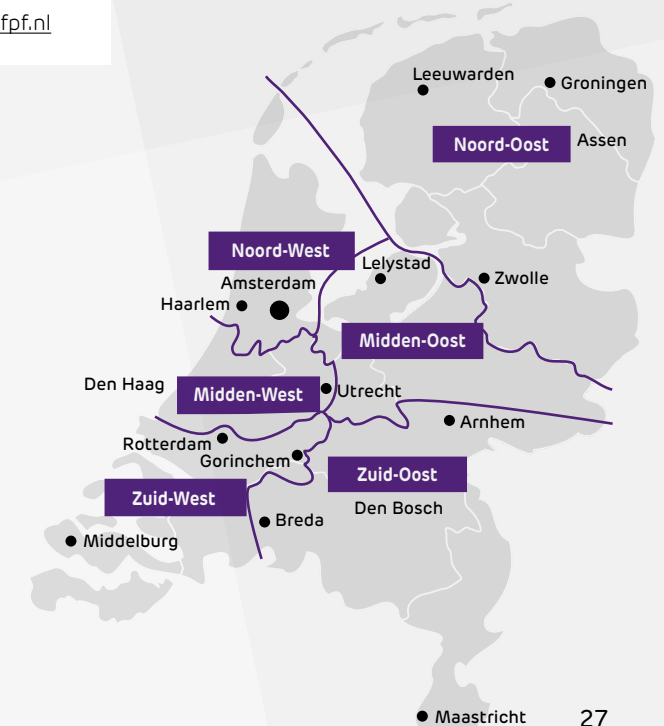 fpf.nl
Leeuwarden
Groningen
Noord-Oost
Assen
Noord-West
Lelystad
Amsterdam
Zwolle
Haarlem
Midden-Oost
Den Haag
Midden-West
Utrecht
Arnhem
Rotterdam
Gorinchem
Zuid-Oost
Zuid-West
Den Bosch
Breda
Middelburg
Maastricht
27